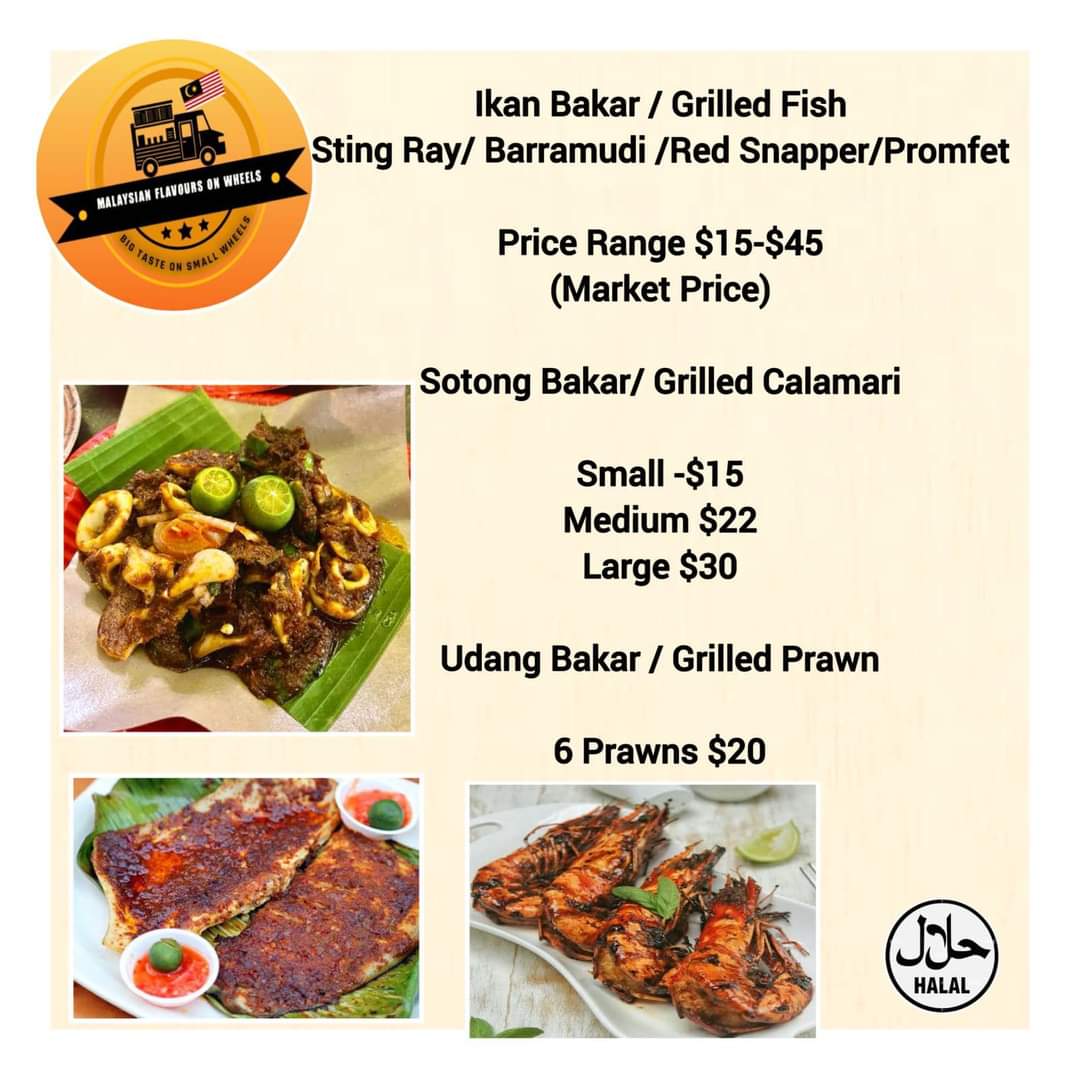 MALAYSIAN FLAVOURS ON WHEELS
BIG TASTE ON SMALL WHEELS
Ikan Bakar / Grilled Fish
Sting Ray/ Barramudi /Red Snapper/Promfet
Price Range $15-$45
(Market Price)
Sotong Bakar/ Grilled Calamari
Small -$15
Medium $22
Large $30
Udang Bakar / Grilled Prawn
6 Prawns $20
حلال
HALAL